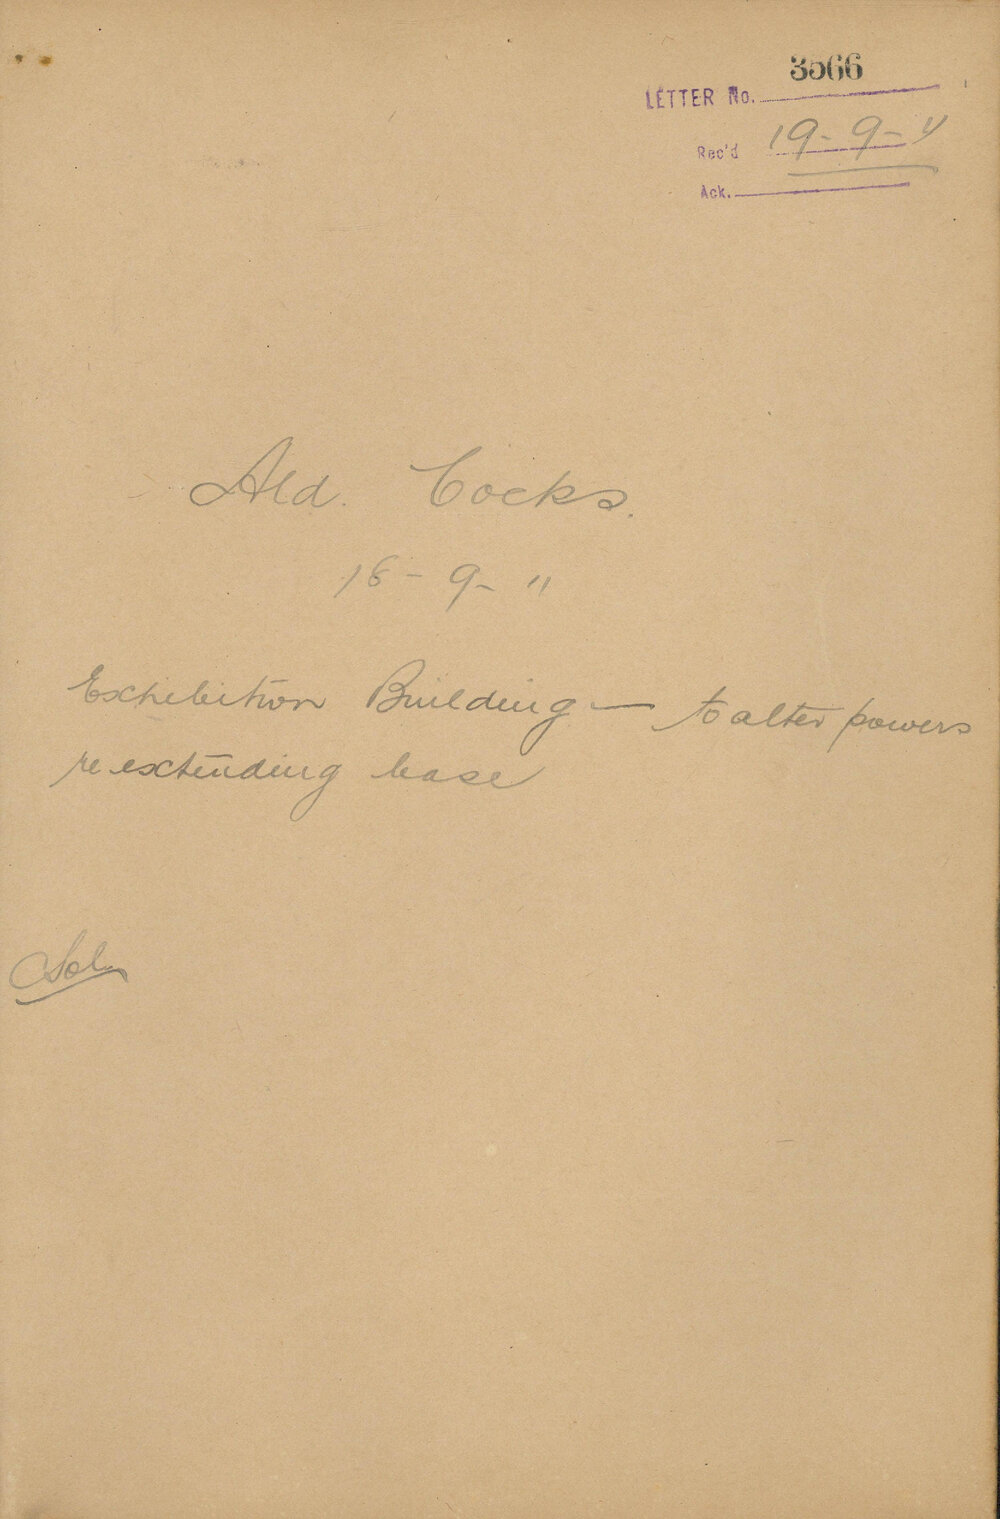 3566
LETTER No.
Rec'd 19-9-11
Ack.
Ald. Cocks.
18-9-11
Exhibition Building — to alter powers
re extending lease
Sol.